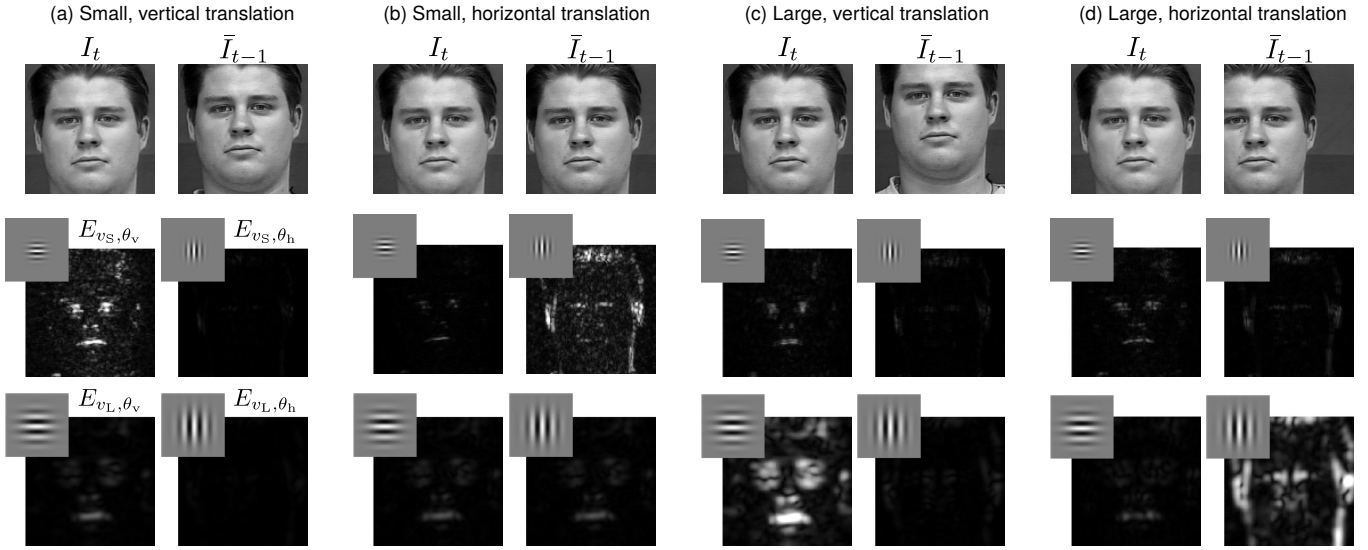 (a) Small, vertical translation
(b) Small, horizontal translation
(c) Large, vertical translation
(d) Large, horizontal translation
I_t
Ī_{t−1}
I_t
Ī_{t−1}
I_t
Ī_{t−1}
I_t
Ī_{t−1}
E_{v_S,θ_v}
E_{v_S,θ_h}
E_{v_L,θ_v}
E_{v_L,θ_h}